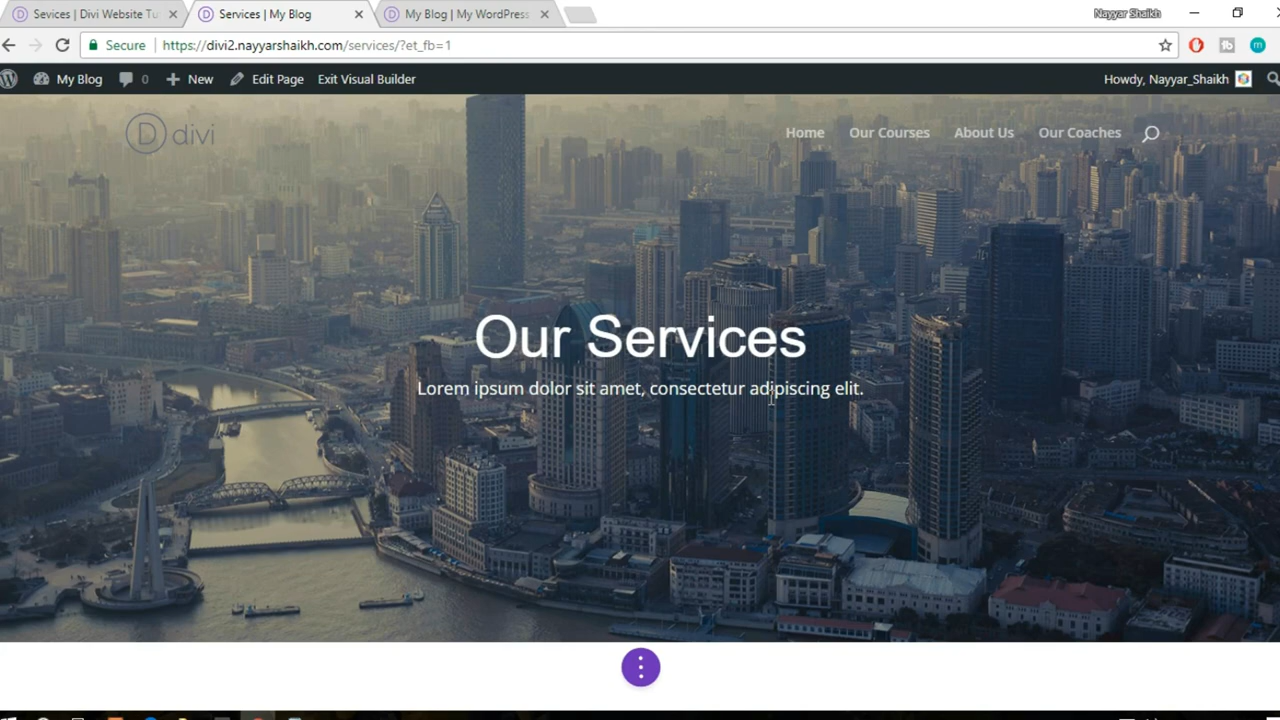 Sevices | Divi Website Tu
Services | My Blog
My Blog | My WordPress
Nayyar Shaikh
Secure
https://divi2.nayyarshaikh.com/services/?et_fb=1
My Blog
0
New
Edit Page
Exit Visual Builder
Howdy, Nayyar_Shaikh
D divi
Home
Our Courses
About Us
Our Coaches
Our Services
Lorem ipsum dolor sit amet, consectetur adipiscing elit.